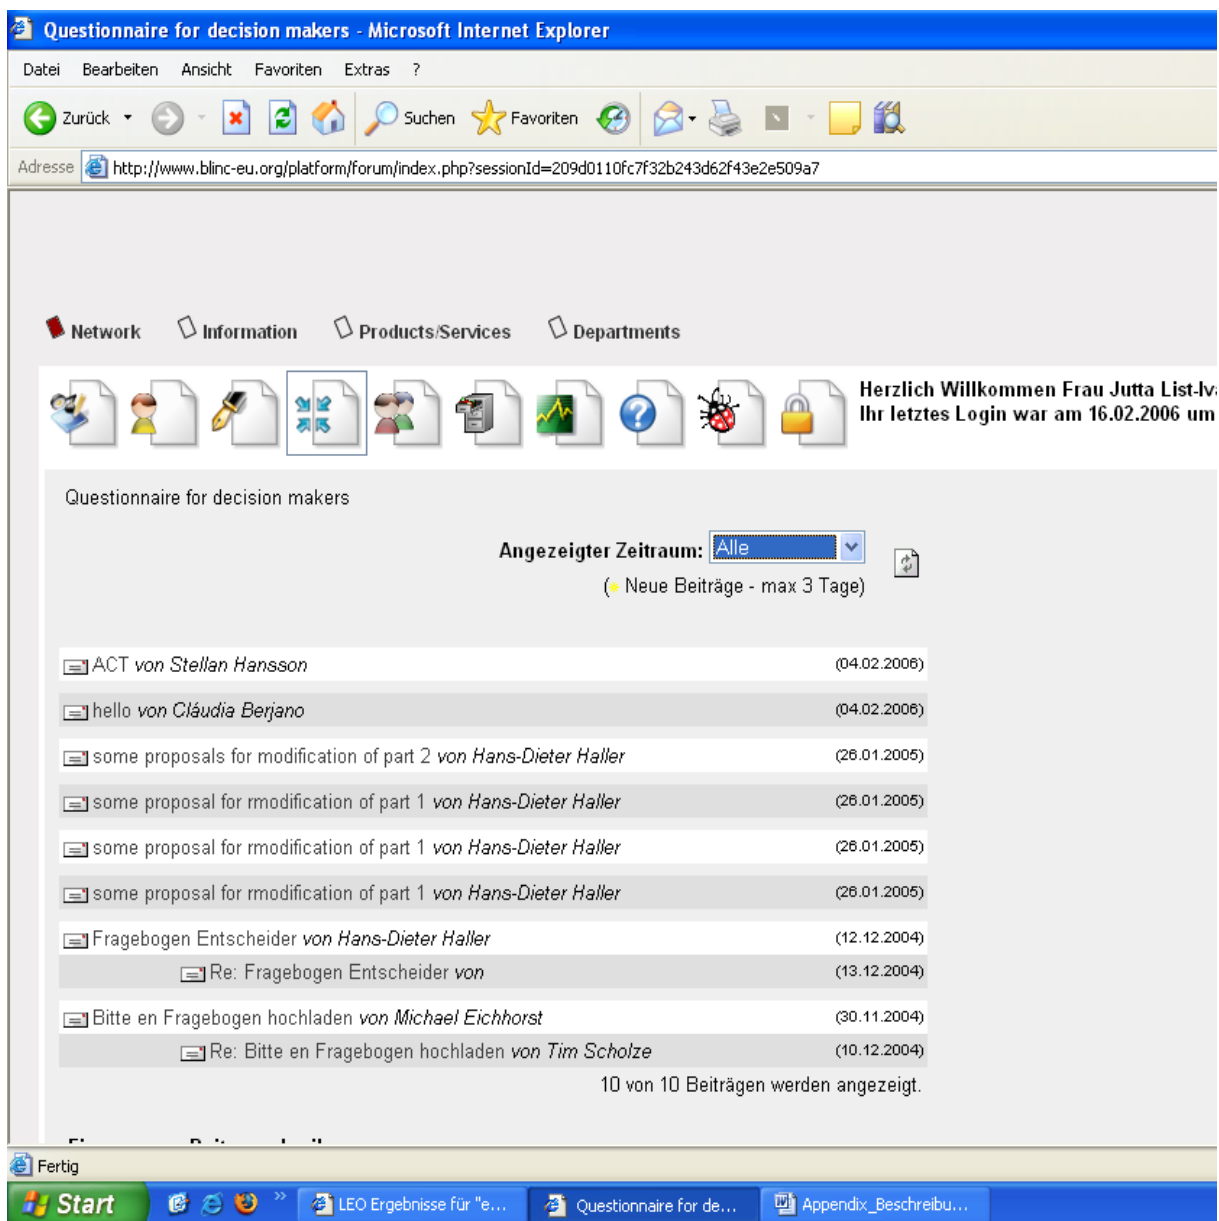 Questionnaire for decision makers - Microsoft Internet Explorer
Datei Bearbeiten Ansicht Favoriten Extras ?
Zurück Suchen Favoriten
Adresse http://www.blinc-eu.org/platform/forum/index.php?sessionId=209d0110fc7f32b243d62f43e2e509a7
Network Information Products/Services Departments
Herzlich Willkommen Frau Jutta List-Iva
Ihr letztes Login war am 16.02.2006 um
Questionnaire for decision makers
Angezeigter Zeitraum: Alle
( Neue Beiträge - max 3 Tage)
ACT von Stellan Hansson (04.02.2006)
hello von Cláudia Berjano (04.02.2006)
some proposals for modification of part 2 von Hans-Dieter Haller (26.01.2005)
some proposal for rmodification of part 1 von Hans-Dieter Haller (26.01.2005)
some proposal for rmodification of part 1 von Hans-Dieter Haller (26.01.2005)
some proposal for rmodification of part 1 von Hans-Dieter Haller (26.01.2005)
Fragebogen Entscheider von Hans-Dieter Haller (12.12.2004)
Re: Fragebogen Entscheider von (13.12.2004)
Bitte en Fragebogen hochladen von Michael Eichhorst (30.11.2004)
Re: Bitte en Fragebogen hochladen von Tim Scholze (10.12.2004)
10 von 10 Beiträgen werden angezeigt.
Fertig
Start » LEO Ergebnisse für "e... Questionnaire for de... Appendix_Beschreibu...